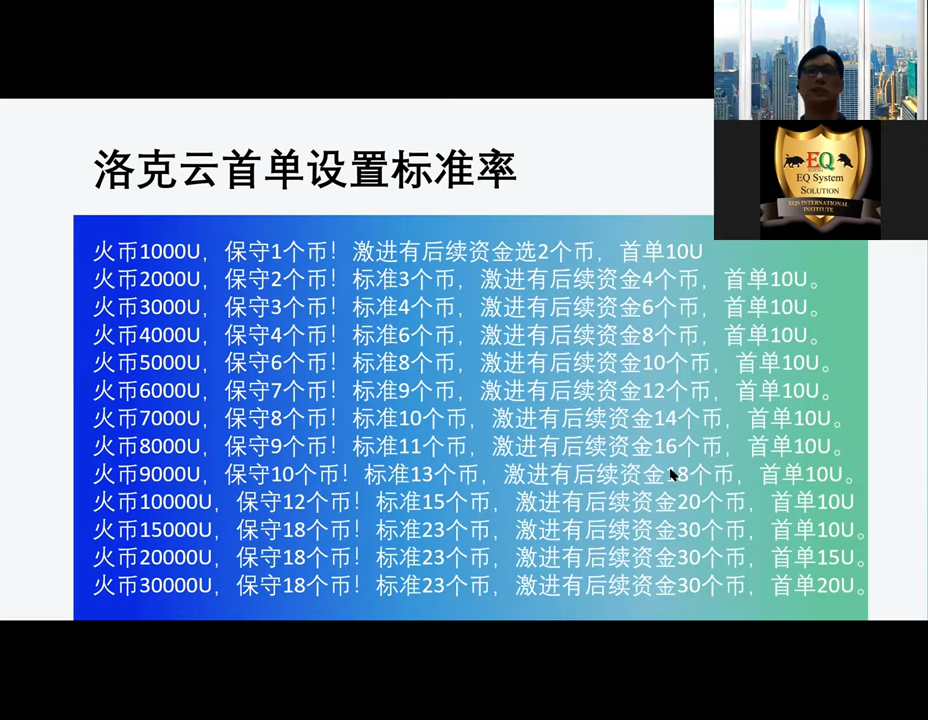 洛克云首单设置标准率
EQ
EQ System
SOLUTION
EQS INTERNATIONAL
INSTITUTE
火币1000U，保守1个币！激进有后续资金选2个币，首单10U
火币2000U，保守2个币！标准3个币，激进有后续资金4个币，首单10U。
火币3000U，保守3个币！标准4个币，激进有后续资金6个币，首单10U。
火币4000U，保守4个币！标准6个币，激进有后续资金8个币，首单10U。
火币5000U，保守6个币！标准8个币，激进有后续资金10个币，首单10U。
火币6000U，保守7个币！标准9个币，激进有后续资金12个币，首单10U。
火币7000U，保守8个币！标准10个币，激进有后续资金14个币，首单10U。
火币8000U，保守9个币！标准11个币，激进有后续资金16个币，首单10U。
火币9000U，保守10个币！标准13个币，激进有后续资金18个币，首单10U。
火币10000U，保守12个币！标准15个币，激进有后续资金20个币，首单10U
火币15000U，保守18个币！标准23个币，激进有后续资金30个币，首单10U。
火币20000U，保守18个币！标准23个币，激进有后续资金30个币，首单15U。
火币30000U，保守18个币！标准23个币，激进有后续资金30个币，首单20U。